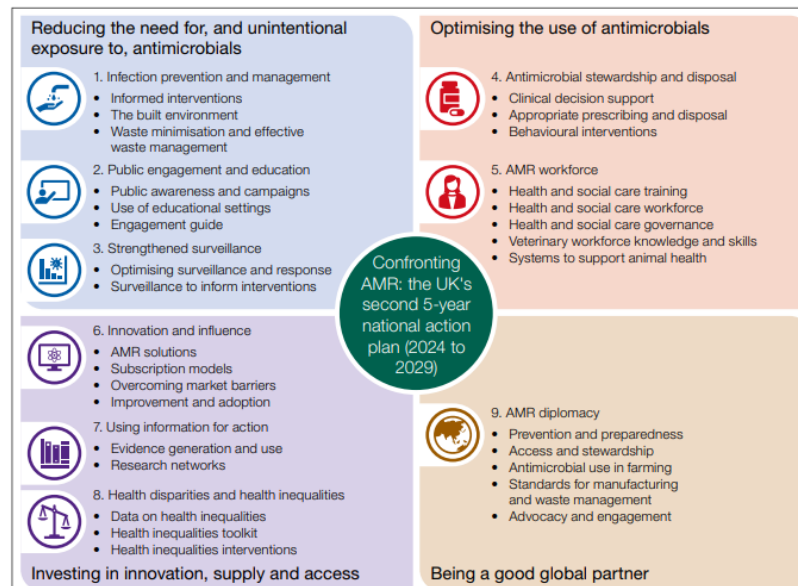 Reducing the need for, and unintentional
exposure to, antimicrobials
1. Infection prevention and management
• Informed interventions
• The built environment
• Waste minimisation and effective
waste management
2. Public engagement and education
• Public awareness and campaigns
• Use of educational settings
• Engagement guide
3. Strengthened surveillance
• Optimising surveillance and response
• Surveillance to inform interventions
Optimising the use of antimicrobials
4. Antimicrobial stewardship and disposal
• Clinical decision support
• Appropriate prescribing and disposal
• Behavioural interventions
5. AMR workforce
• Health and social care training
• Health and social care workforce
• Health and social care governance
• Veterinary workforce knowledge and skills
• Systems to support animal health
Confronting
AMR: the UK's
second 5-year
national action
plan (2024 to
2029)
6. Innovation and influence
• AMR solutions
• Subscription models
• Overcoming market barriers
• Improvement and adoption
7. Using information for action
• Evidence generation and use
• Research networks
8. Health disparities and health inequalities
• Data on health inequalities
• Health inequalities toolkit
• Health inequalities interventions
Investing in innovation, supply and access
9. AMR diplomacy
• Prevention and preparedness
• Access and stewardship
• Antimicrobial use in farming
• Standards for manufacturing
and waste management
• Advocacy and engagement
Being a good global partner